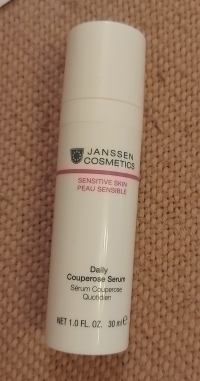 JANSSEN
COSMETICS
SENSITIVE SKIN
PEAU SENSIBLE
Daily
Couperose Serum
Sérum Couperose
Quotidien
NET 1.0 FL. OZ. 30 ml ℮